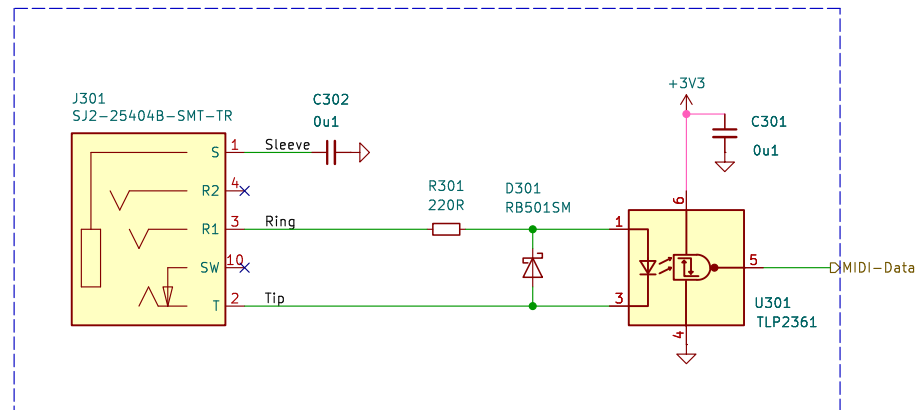 +3V3
J301
SJ2-25404B-SMT-TR
C302
0u1
C301
0u1
S
1
Sleeve
R2
4
R301
220R
D301
RB501SM
6
R1
3
Ring
1
SW
10
5
MIDI-Data
T
2
Tip
3
U301
TLP2361
4